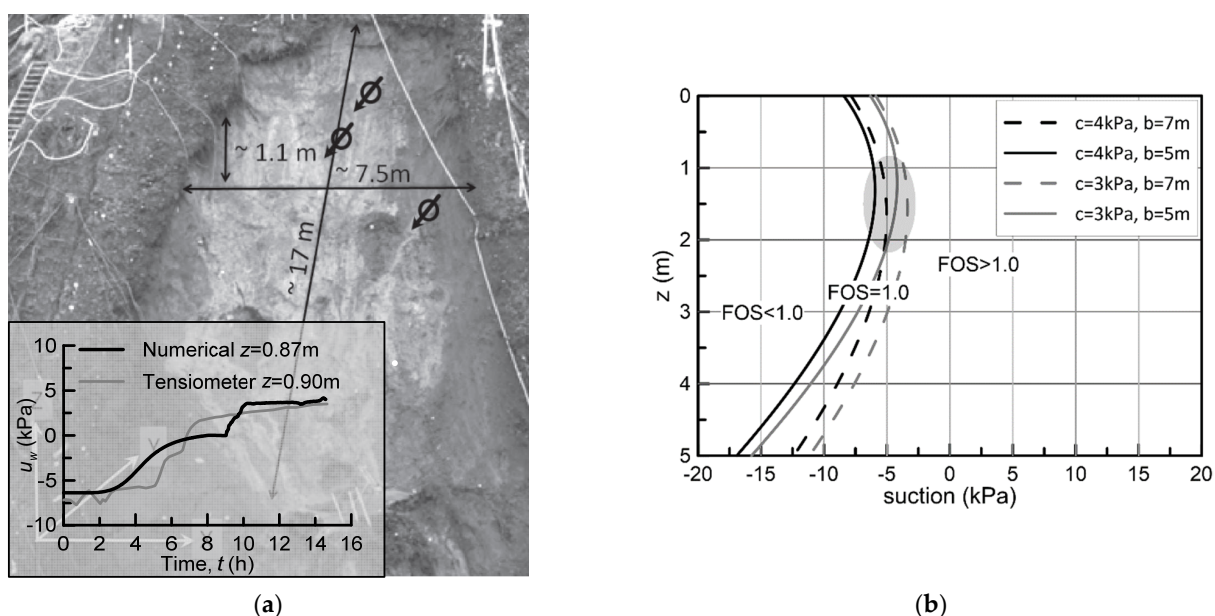 ~ 1.1 m
~ 7.5m
~ 17 m
10
5
0
-5
-10
u_w (kPa)
Numerical z=0.87m
Tensiometer z=0.90m
0 2 4 6 8 10 12 14 16
Time, t (h)
(a)
0
1
2
3
4
5
z (m)
c=4kPa, b=7m
c=4kPa, b=5m
c=3kPa, b=7m
c=3kPa, b=5m
FOS>1.0
FOS=1.0
FOS<1.0
-20 -15 -10 -5 0 5 10 15 20
suction (kPa)
(b)